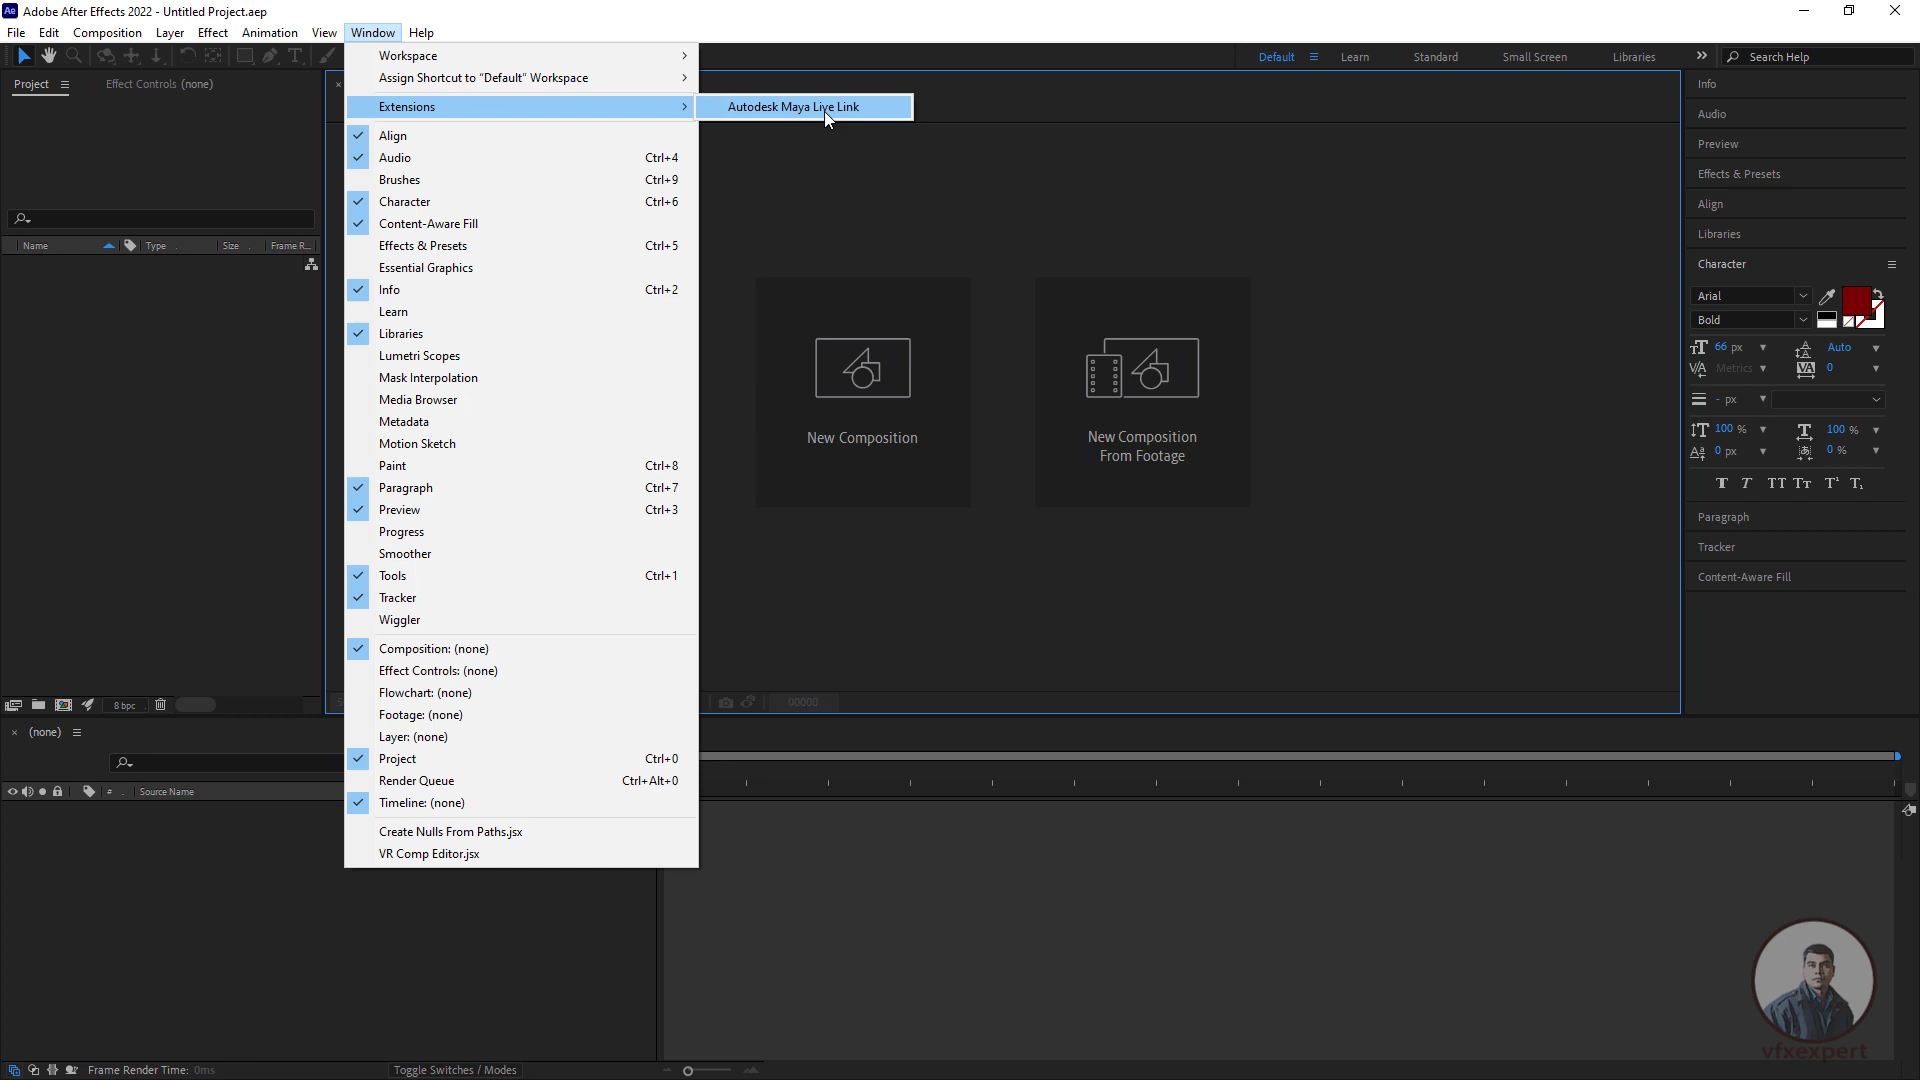 Ae Adobe After Effects 2022 - Untitled Project.aep
File Edit Composition Layer Effect Animation View Window Help
Default Learn Standard Small Screen Libraries Search Help
Project Effect Controls (none)
Name Type Size Frame R...
8 bpc
Workspace
Assign Shortcut to “Default” Workspace
Extensions
Autodesk Maya Live Link
Align
Audio Ctrl+4
Brushes Ctrl+9
Character Ctrl+6
Content-Aware Fill
Effects & Presets Ctrl+5
Essential Graphics
Info Ctrl+2
Learn
Libraries
Lumetri Scopes
Mask Interpolation
Media Browser
Metadata
Motion Sketch
Paint Ctrl+8
Paragraph Ctrl+7
Preview Ctrl+3
Progress
Smoother
Tools Ctrl+1
Tracker
Wiggler
Composition: (none)
Effect Controls: (none)
Flowchart: (none)
Footage: (none)
Layer: (none)
Project Ctrl+0
Render Queue Ctrl+Alt+0
Timeline: (none)
Create Nulls From Paths.jsx
VR Comp Editor.jsx
New Composition
New Composition
From Footage
00000
Info
Audio
Preview
Effects & Presets
Align
Libraries
Character
Arial
Bold
66 px Auto
Metrics 0
- px
100 % 100 %
0 px 0 %
T T TT Tt T¹ T₁
Paragraph
Tracker
Content-Aware Fill
(none)
# Source Name
Frame Render Time: 0ms
Toggle Switches / Modes
vfxexpert